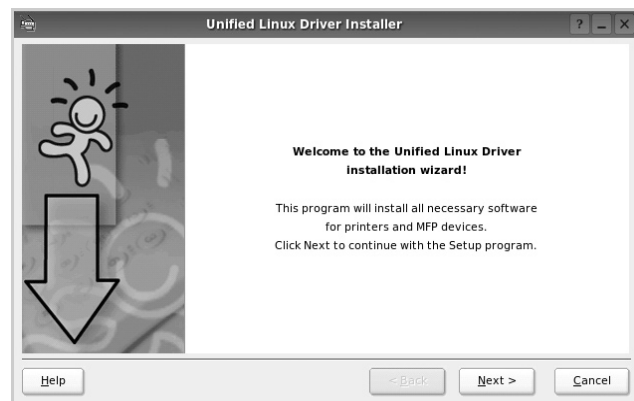 Unified Linux Driver Installer
Welcome to the Unified Linux Driver
installation wizard!
This program will install all necessary software
for printers and MFP devices.
Click Next to continue with the Setup program.
Help
< Back
Next >
Cancel